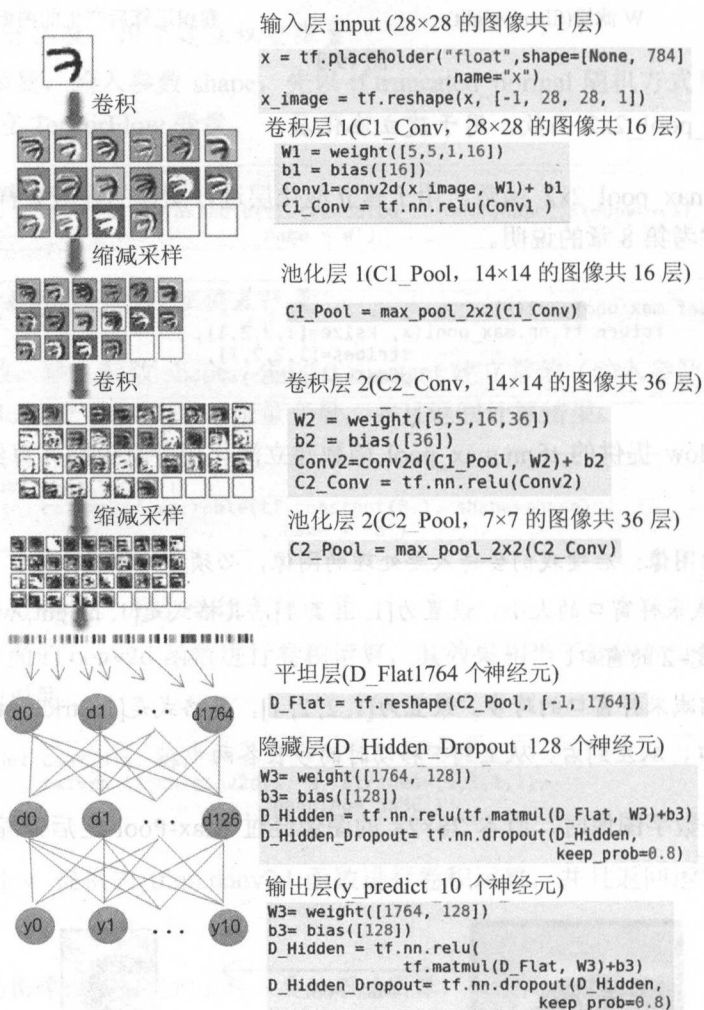 输入层 input (28×28 的图像共 1 层)
x = tf.placeholder("float",shape=[None, 784]
,name="x")
x_image = tf.reshape(x, [-1, 28, 28, 1])
卷积
卷积层 1(C1_Conv，28×28 的图像共 16 层)
W1 = weight([5,5,1,16])
b1 = bias([16])
Conv1=conv2d(x_image, W1)+ b1
C1_Conv = tf.nn.relu(Conv1
缩减采样
池化层 1(C1_Pool，14×14 的图像共 16 层)
C1_Pool = max_pool_2x2(C1_Conv)
卷积
卷积层 2(C2_Conv，14×14 的图像共 36 层)
W2 = weight([5,5,16,36])
b2 = bias([36])
Conv2=conv2d(C1_Pool, W2)+ b2
C2_Conv = tf.nn.relu(Conv2)
缩减采样
池化层 2(C2_Pool，7×7 的图像共 36 层)
C2_Pool = max_pool_2x2(C2_Conv)
平坦层(D_Flat1764 个神经元)
D_Flat = tf.reshape(C2_Pool, [-1, 1764])
d0 d1 . . d1764
隐藏层(D_Hidden_Dropout 128 个神经元)
W3= weight([1764, 128])
b3= bias([128])
D_Hidden = tf.nn.relu(tf.matmul(D_Flat, W3)+b3)
D_Hidden_Dropout= tf.nn.dropout(D_Hidden,
keep_prob=0.8)
d0 d1 . . . d126
输出层(y_predict 10 个神经元)
W3= weight([1764, 128])
b3= bias([128])
D_Hidden = tf.nn.relu(
tf.matmul(D_Flat, W3)+b3)
D_Hidden_Dropout= tf.nn.dropout(D_Hidden,
keep_prob=0.8)
y0 y1 . . . y10